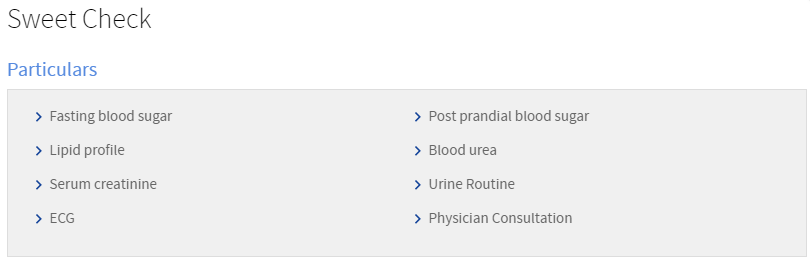 Sweet Check
Particulars
Fasting blood sugar
Post prandial blood sugar
Lipid profile
Blood urea
Serum creatinine
Urine Routine
ECG
Physician Consultation